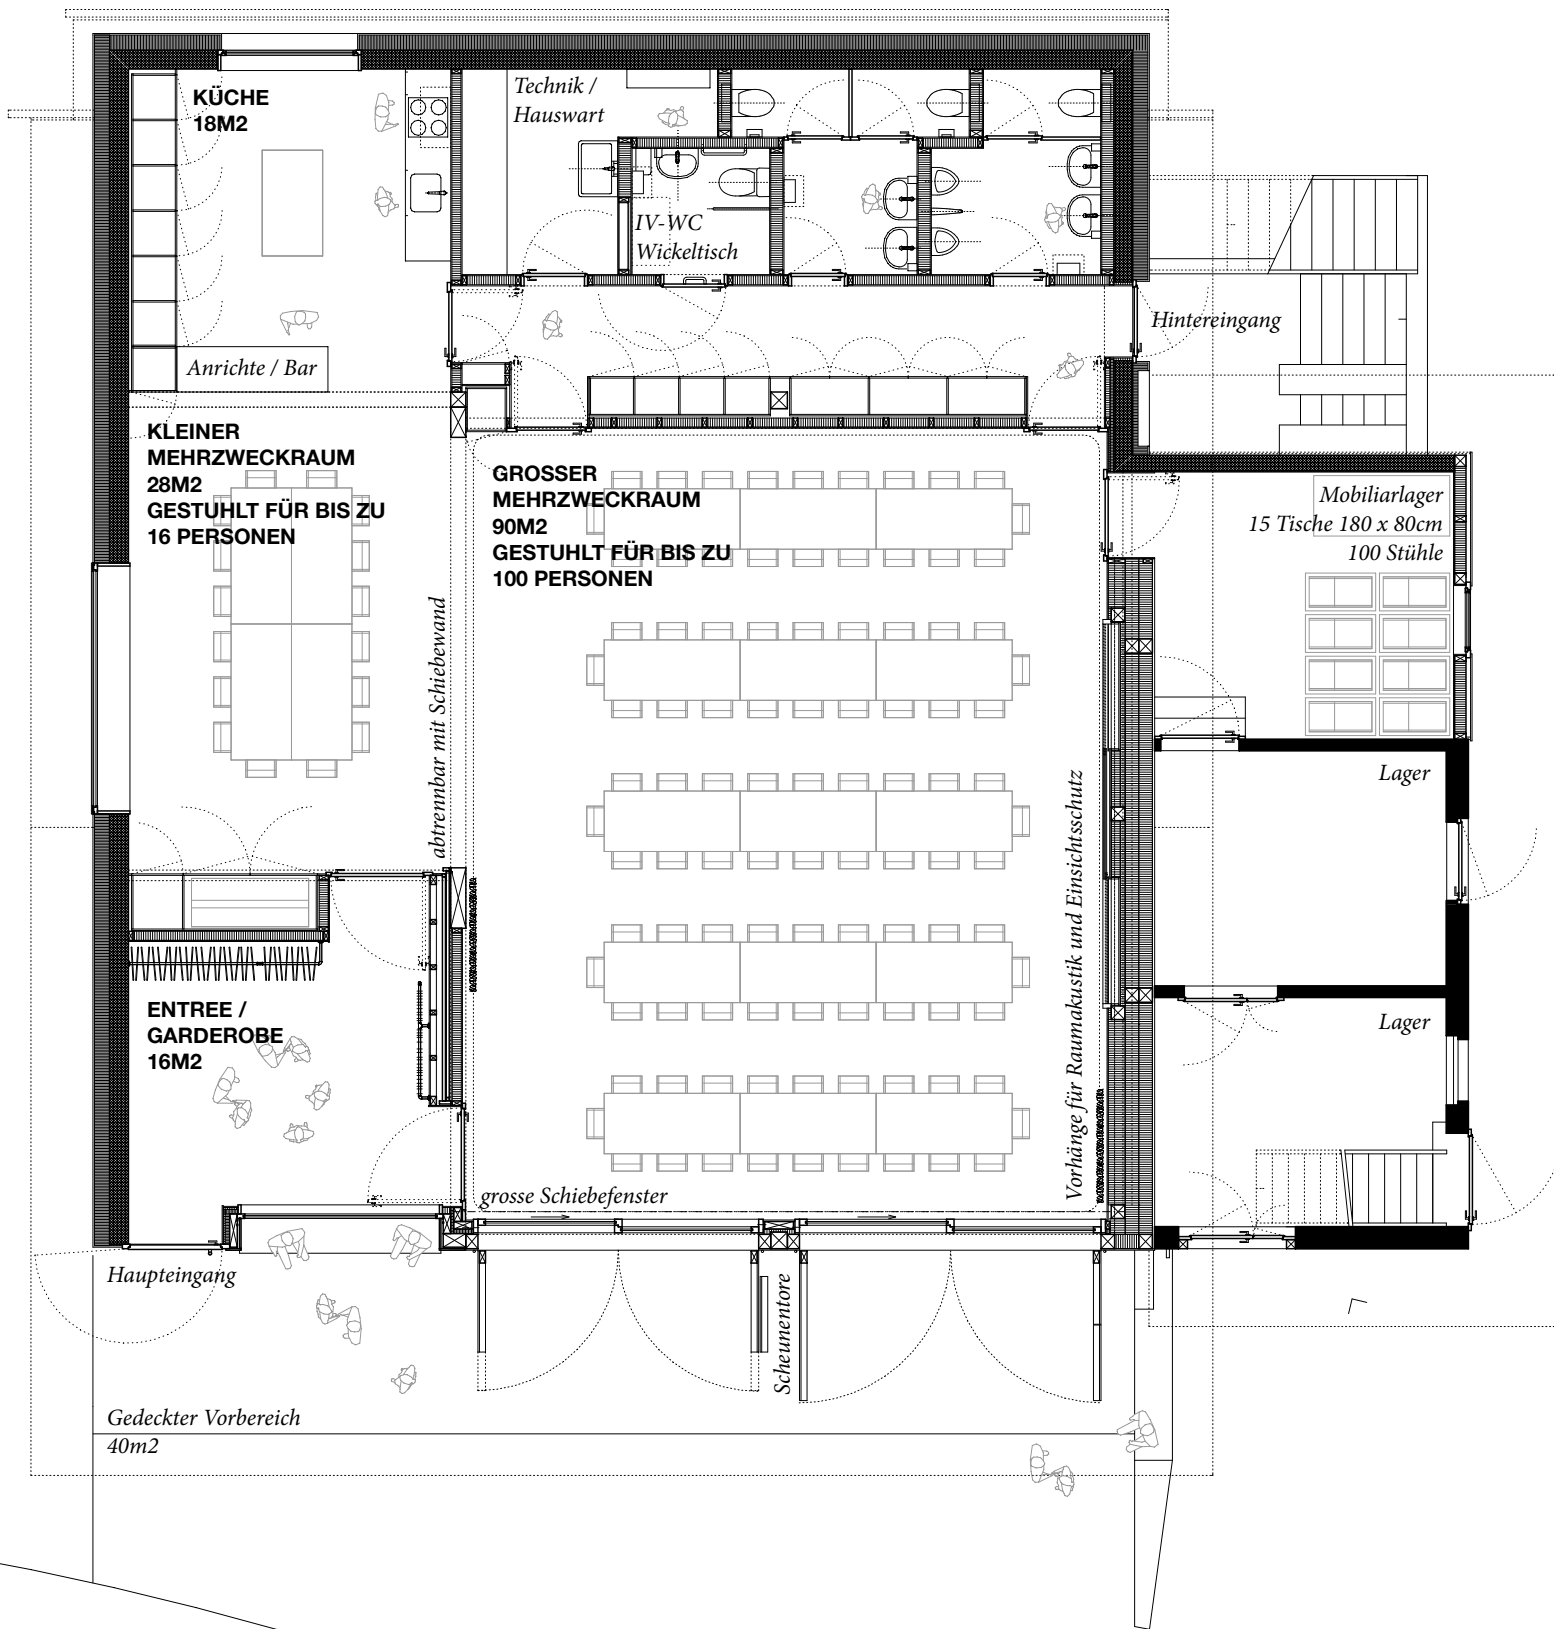 KÜCHE
18M2
Technik /
Hauswart
IV-WC
Wickeltisch
Hintereingang
Anrichte / Bar
KLEINER
MEHRZWECKRAUM
28M2
GESTUHLT FÜR BIS ZU
16 PERSONEN
GROSSER
MEHRZWECKRAUM
90M2
GESTUHLT FÜR BIS ZU
100 PERSONEN
Mobiliarlager
15 Tische 180 x 80cm
100 Stühle
abtrennbar mit Schiebewand
Vorhänge für Raumakustik und Einsichtsschutz
Lager
Lager
ENTREE /
GARDEROBE
16M2
grosse Schiebefenster
Haupteingang
Scheunentore
Gedeckter Vorbereich
40m2